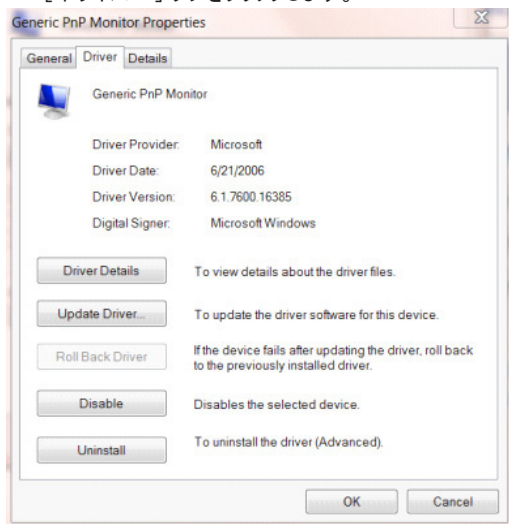 Generic PnP Monitor Properties
General Driver Details
Generic PnP Monitor
Driver Provider: Microsoft
Driver Date: 6/21/2006
Driver Version: 6.1.7600.16385
Digital Signer: Microsoft Windows
Driver Details To view details about the driver files.
Update Driver... To update the driver software for this device.
Roll Back Driver If the device fails after updating the driver, roll back
to the previously installed driver.
Disable Disables the selected device.
Uninstall To uninstall the driver (Advanced).
OK Cancel